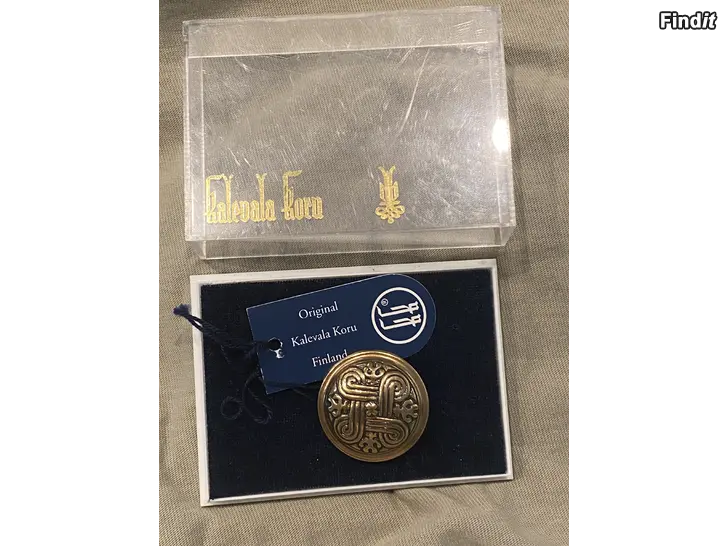 Findit
Kalevala Koru
Original
Kalevala Koru
Finland